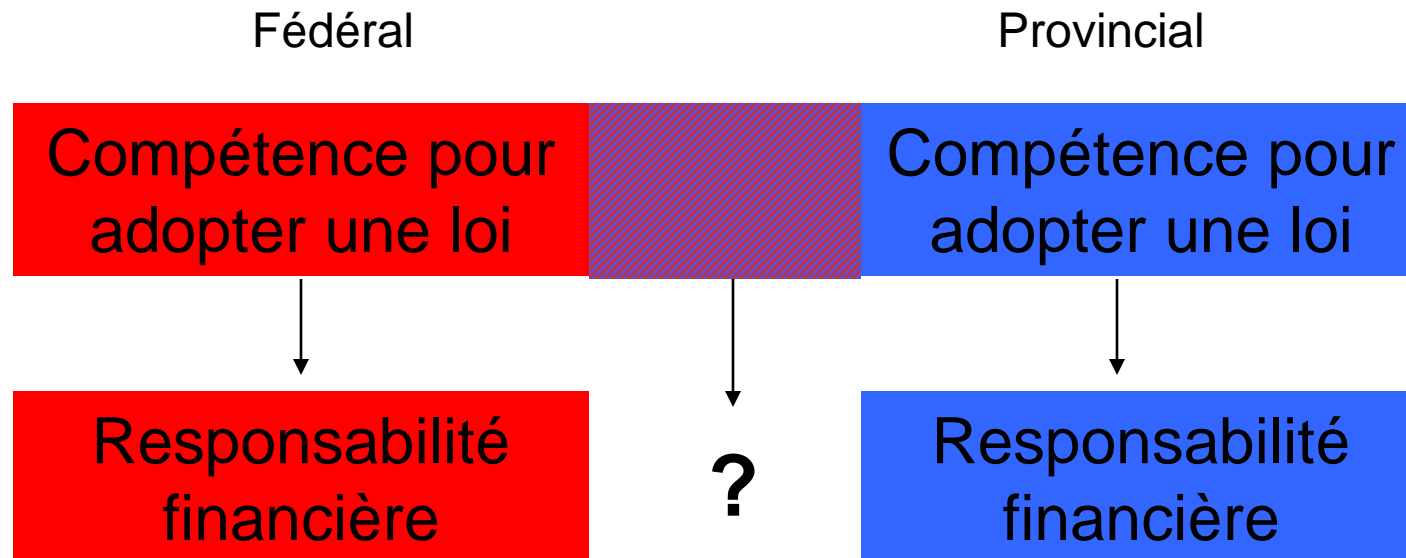 Fédéral
Provincial
Compétence pour
adopter une loi
Compétence pour
adopter une loi
Responsabilité
financière
?
Responsabilité
financière